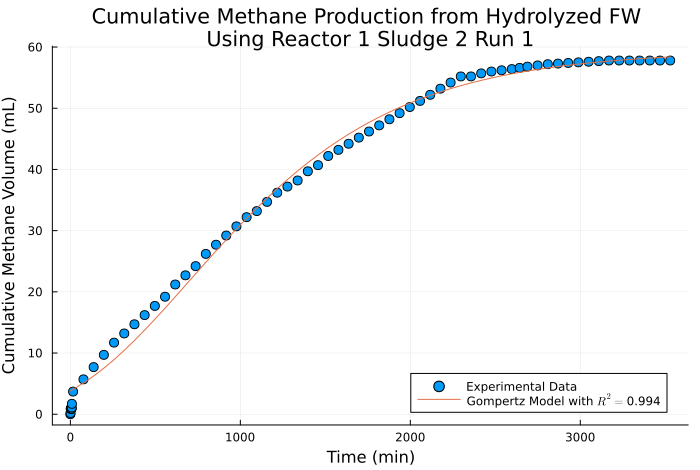 Cumulative Methane Production from Hydrolyzed FW
Using Reactor 1 Sludge 2 Run 1
Cumulative Methane Volume (mL)
60
50
40
30
20
10
0
0 1000 2000 3000
Time (min)
Experimental Data
Gompertz Model with R² = 0.994